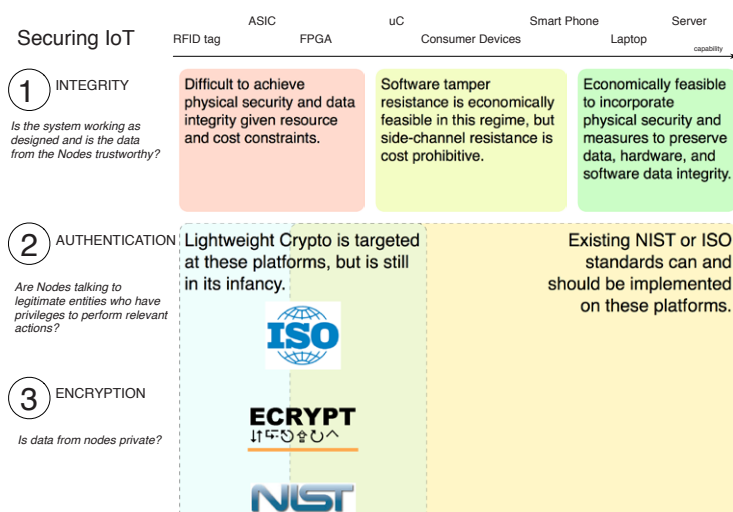 Securing IoT
ASIC
uC
Smart Phone
Server
RFID tag
FPGA
Consumer Devices
Laptop
capability
1
INTEGRITY
Is the system working as
designed and is the data
from the Nodes trustworthy?
Difficult to achieve
physical security and data
integrity given resource
and cost constraints.
Software tamper
resistance is economically
feasible in this regime, but
side-channel resistance is
cost prohibitive.
Economically feasible
to incorporate
physical security and
measures to preserve
data, hardware, and
software data integrity.
2
AUTHENTICATION
Are Nodes talking to
legitimate entities who have
privileges to perform relevant
actions?
Lightweight Crypto is targeted
at these platforms, but is still
in its infancy.
Existing NIST or ISO
standards can and
should be implemented
on these platforms.
ISO
3
ENCRYPTION
Is data from nodes private?
ECRYPT
NIST